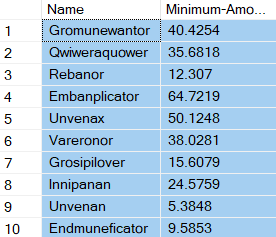 Name Minimum-Amo...
1 Gromunewantor 40.4254
2 Qwiweraquower 35.6818
3 Rebanor 12.307
4 Embanplicator 64.7219
5 Unvenax 50.1248
6 Vareronor 38.0281
7 Grosipilover 15.6079
8 Innipanan 24.5759
9 Unvenan 5.3848
10 Endmuneficator 9.5853